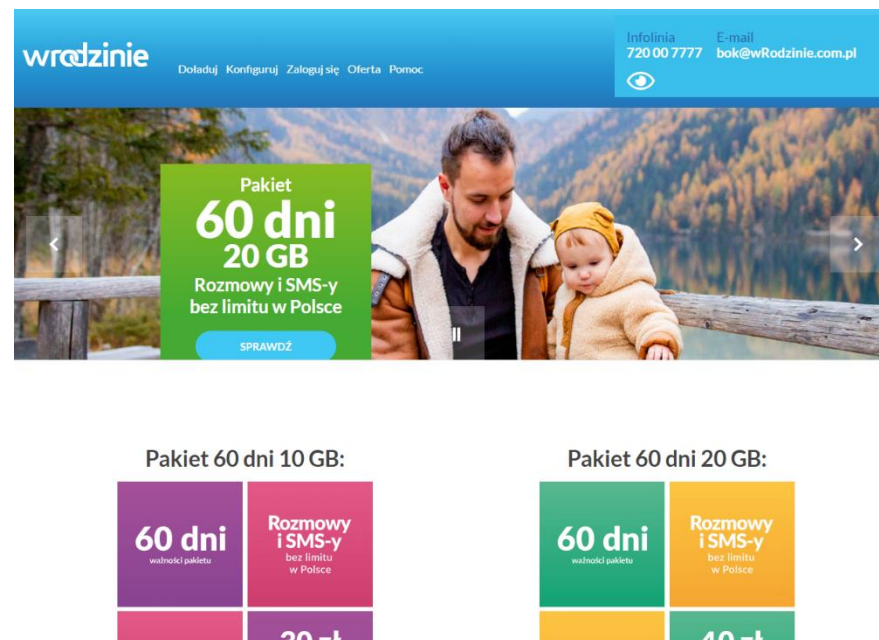 wrodzinie
Doładuj Konfiguruj Zaloguj się Oferta Pomoc
Infolinia
720 00 7777
E-mail
bok@wRodzinie.com.pl
Pakiet
60 dni
20 GB
Rozmowy i SMS-y
bez limitu w Polsce
SPRAWDŹ
Pakiet 60 dni 10 GB:
60 dni
ważności pakietu
Rozmowy
i SMS-y
bez limitu
w Polsce
Pakiet 60 dni 20 GB:
60 dni
ważności pakietu
Rozmowy
i SMS-y
bez limitu
w Polsce